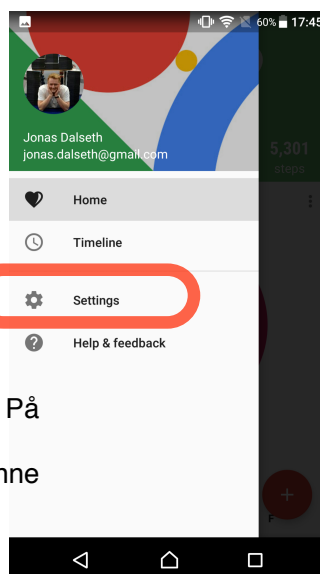 60% 17:45
Jonas Dalseth
jonas.dalseth@gmail.com
5,301
steps
Home
Timeline
Settings
Help & feedback
På
nne
F